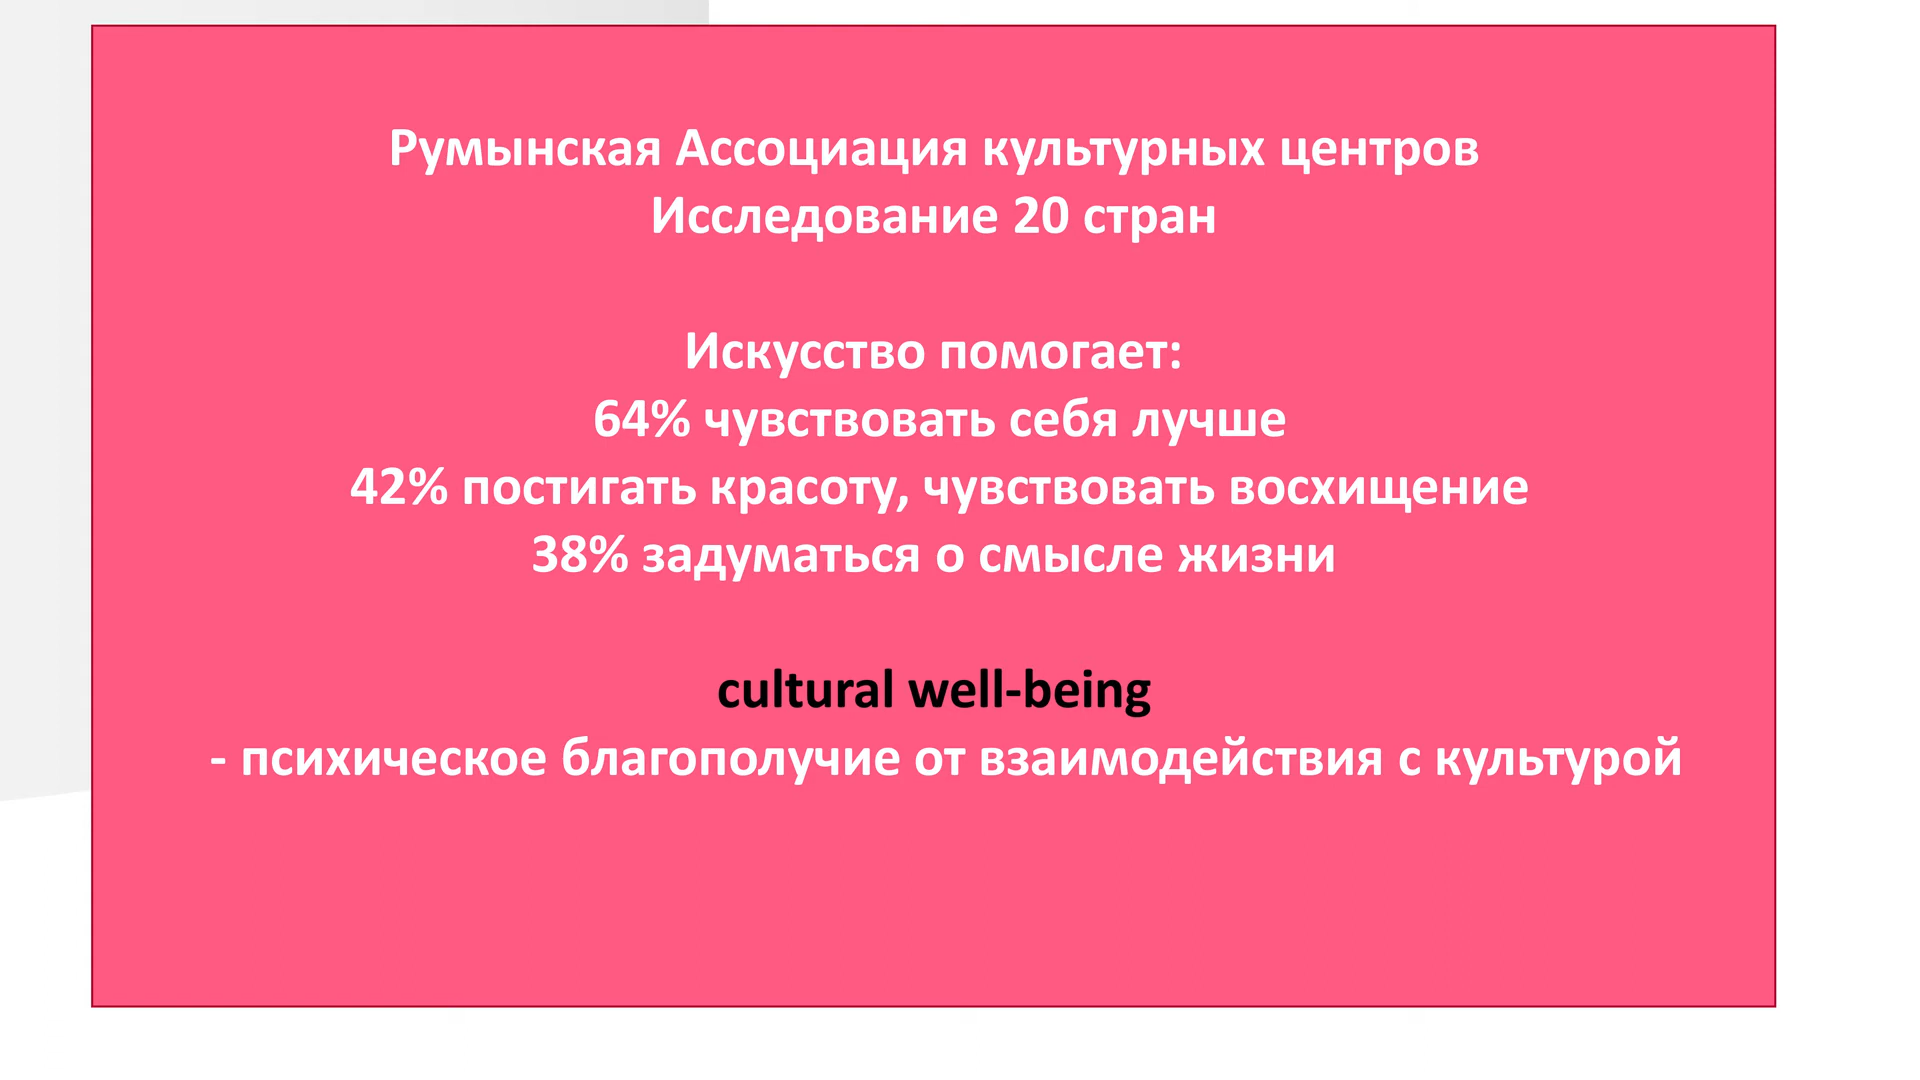 Румынская Ассоциация культурных центров
Исследование 20 стран
Искусство помогает:
64% чувствовать себя лучше
42% постигать красоту, чувствовать восхищение
38% задуматься о смысле жизни
cultural well-being
- психическое благополучие от взаимодействия с культурой